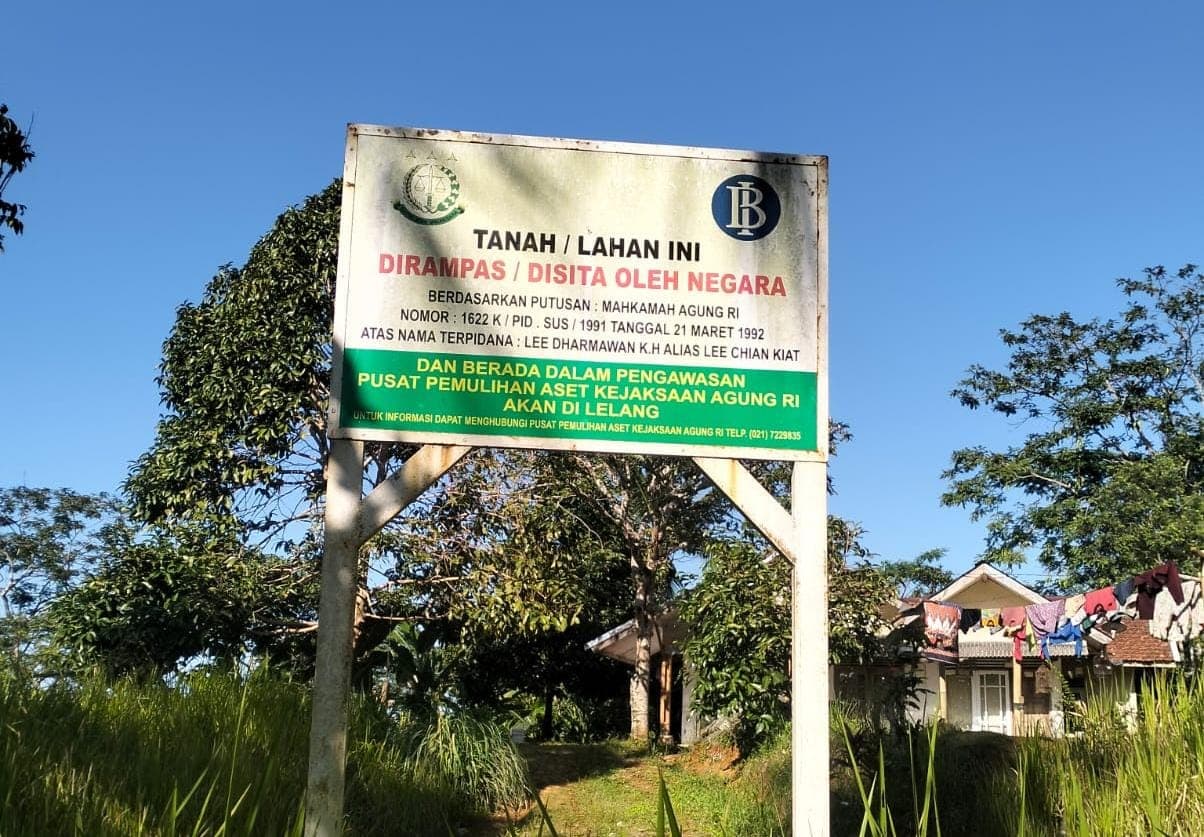 BI
TANAH / LAHAN INI
DIRAMPAS / DISITA OLEH NEGARA
BERDASARKAN PUTUSAN : MAHKAMAH AGUNG RI
NOMOR : 1622 K / PID . SUS / 1991 TANGGAL 21 MARET 1992
ATAS NAMA TERPIDANA : LEE DHARMAWAN K.H ALIAS LEE CHIAN KIAT
DAN BERADA DALAM PENGAWASAN
PUSAT PEMULIHAN ASET KEJAKSAAN AGUNG RI
AKAN DI LELANG
UNTUK INFORMASI DAPAT MENGHUBUNGI PUSAT PEMULIHAN ASET KEJAKSAAN AGUNG RI TELP. (021) 7229835